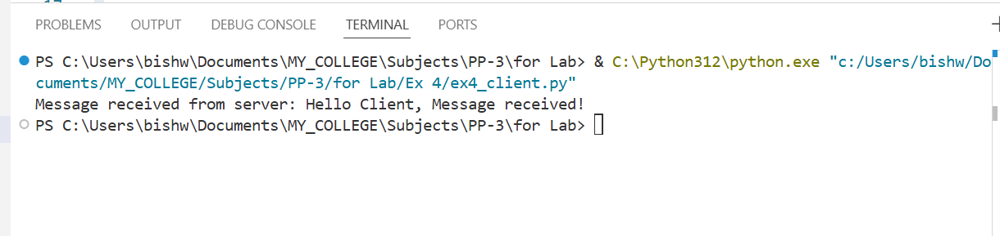 PROBLEMS OUTPUT DEBUG CONSOLE TERMINAL PORTS
PS C:\Users\bishw\Documents\MY_COLLEGE\Subjects\PP-3\for Lab> & C:\Python312\python.exe "c:/Users/bishw/Do
cuments/MY_COLLEGE/Subjects/PP-3/for Lab/Ex 4/ex4_client.py"
Message received from server: Hello Client, Message received!
PS C:\Users\bishw\Documents\MY_COLLEGE\Subjects\PP-3\for Lab>